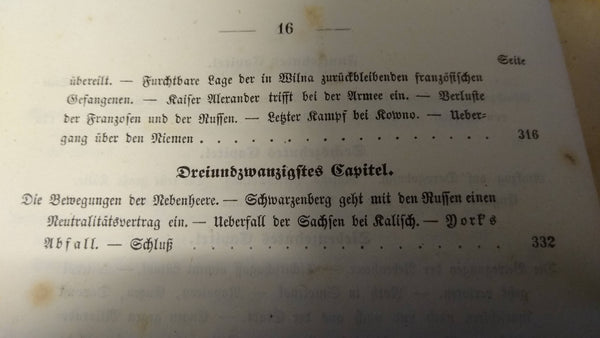 — 16 —
Seite
übereilt. — Furchtbare Lage der in Wilna zurückbleibenden französischen
Gefangenen. — Kaiser Alexander trifft bei der Armee ein. — Verluste
der Franzosen und der Russen. — Letzter Kampf bei Kowno. — Ueber-
gang über den Niemen . . . . . . . . . . . . . . . 316
Dreiundzwanzigstes Capitel.
Die Bewegungen der Nebenheere. — Schwarzenberg geht mit den Russen einen
Neutralitätsvertrag ein. — Ueberfall der Sachsen bei Kalisch. — York's
Abfall. — Schluß . . . . . . . . . . . . . . . 332